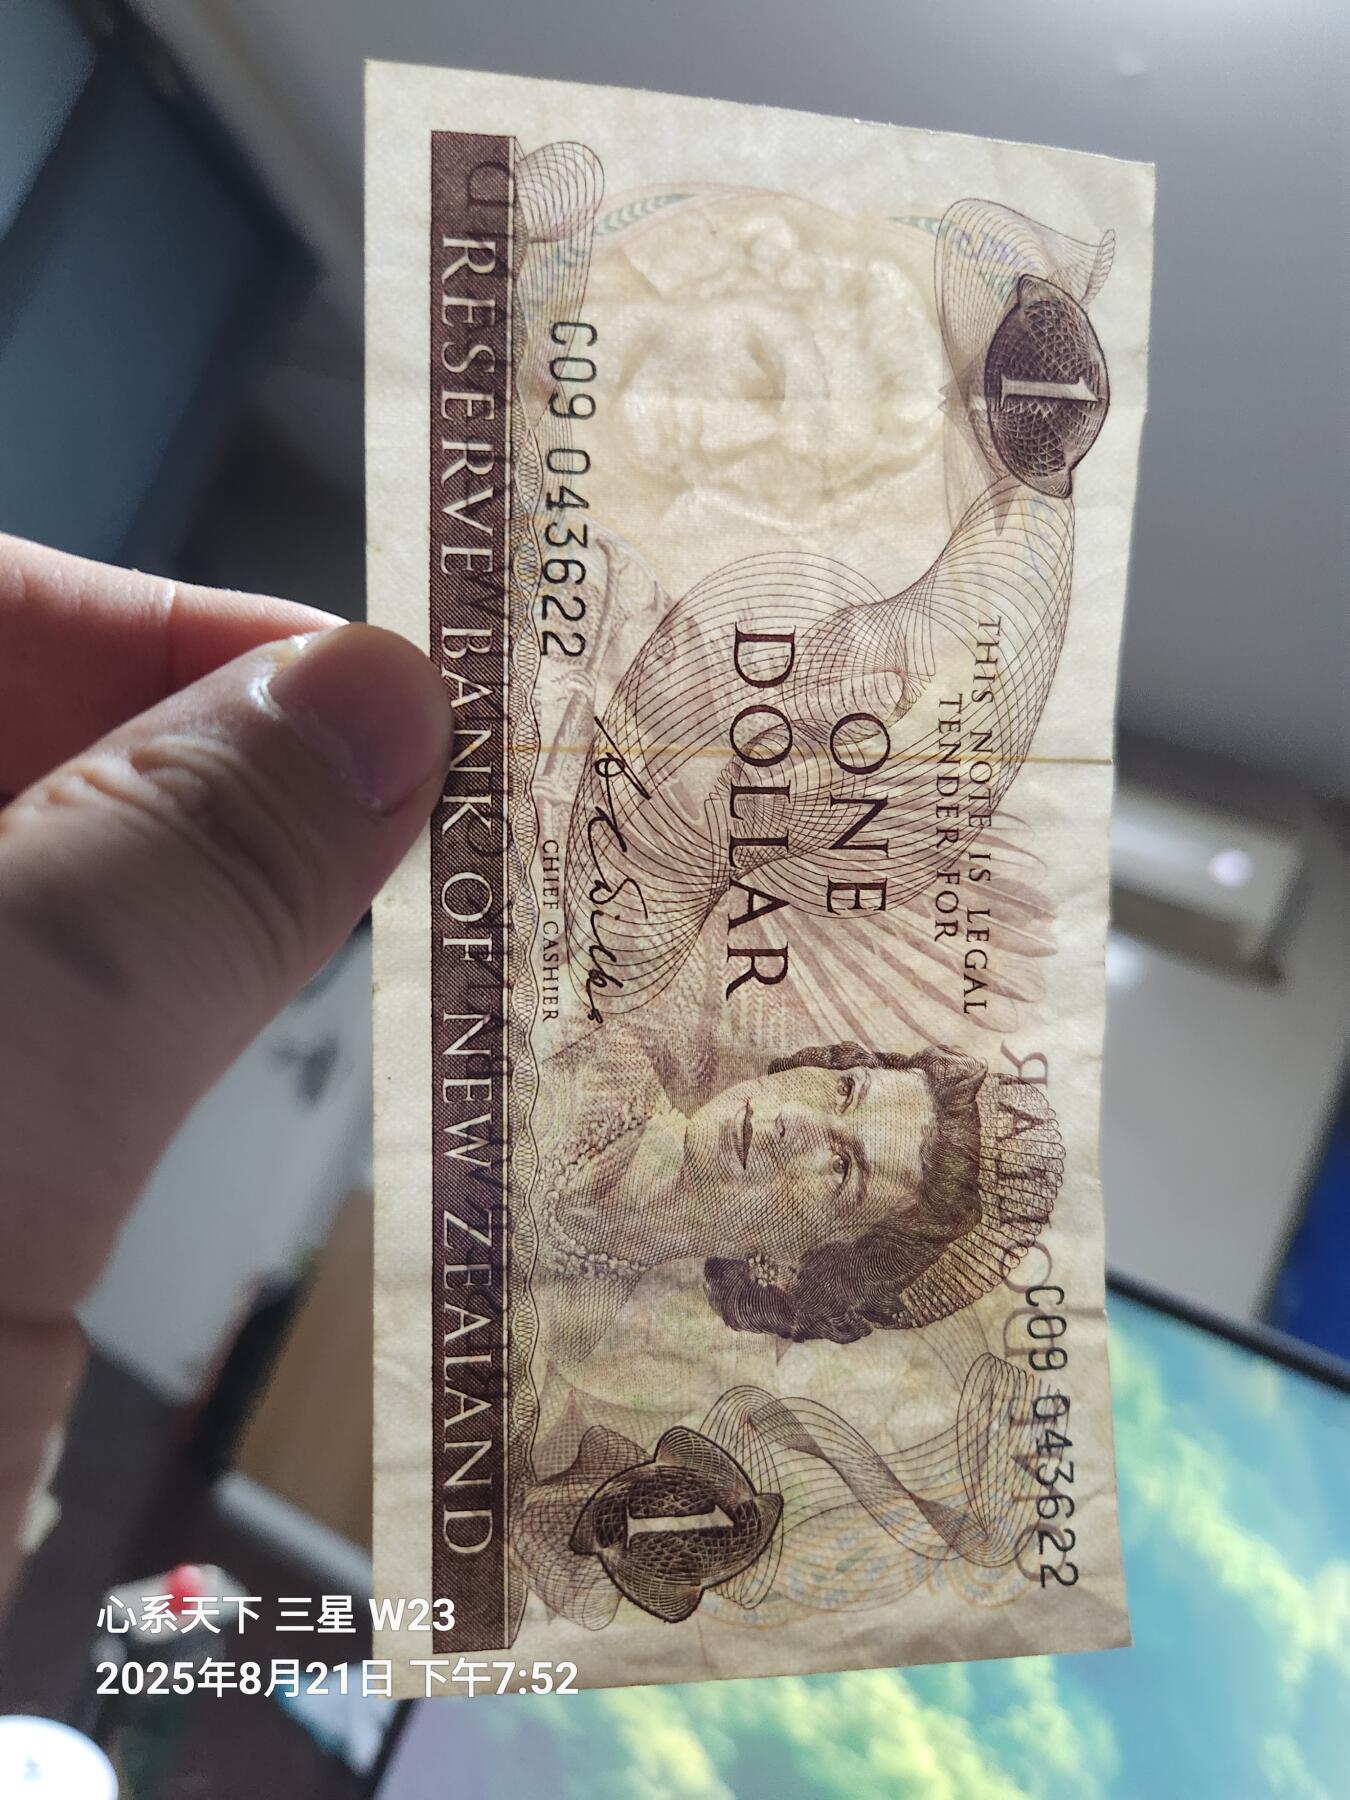 RESERVE BANK OF NEW ZEALAND
THIS NOTE IS LEGAL
TENDER FOR
ONE
DOLLAR
CHIEF CASHIER
C09 043622
C09 043622
1
1
心系天下 三星 W23
2025年8月21日 下午7:52